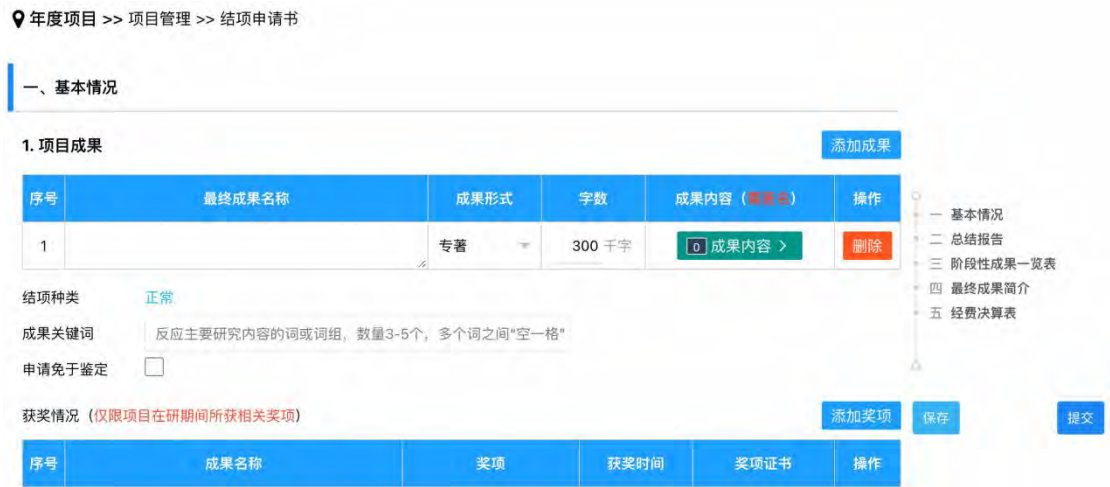 年度项目 >> 项目管理 >> 结项申请书
一、基本情况
1. 项目成果
添加成果
序号 最终成果名称 成果形式 字数 成果内容（需匿名） 操作
1 专著 300 千字 0 成果内容 > 删除
结项种类 正常
成果关键词 反应主要研究内容的词或词组，数量3-5个，多个词之间“空一格”
申请免于鉴定
获奖情况（仅限项目在研期间所获相关奖项）
添加奖项
序号 成果名称 奖项 获奖时间 奖项证书 操作
一 基本情况
二 总结报告
三 阶段性成果一览表
四 最终成果简介
五 经费决算表
保存 提交